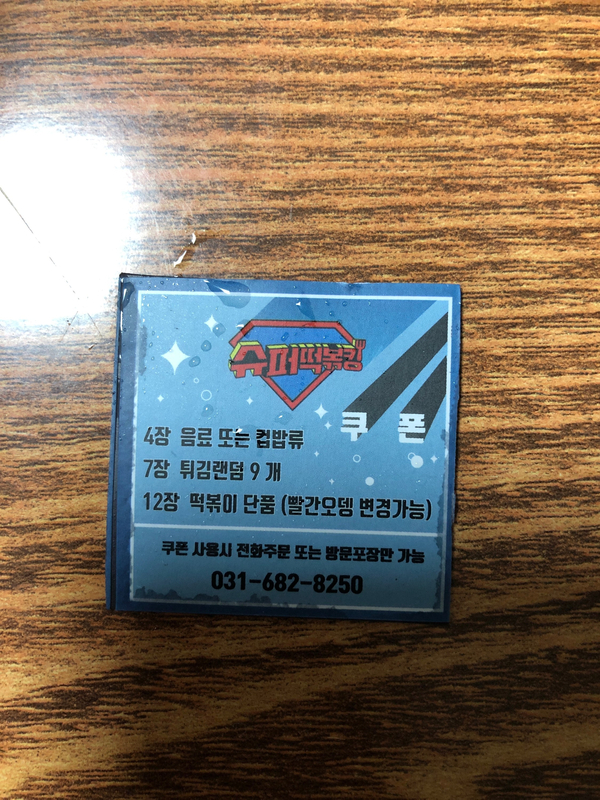 슈퍼떡볶킹
쿠폰
4장 음료 또는 컵밥류
7장 튀김랜덤 9 개
12장 떡볶이 단품 (빨간오뎅 변경가능)
쿠폰 사용시 전화주문 또는 방문포장만 가능
031-682-8250